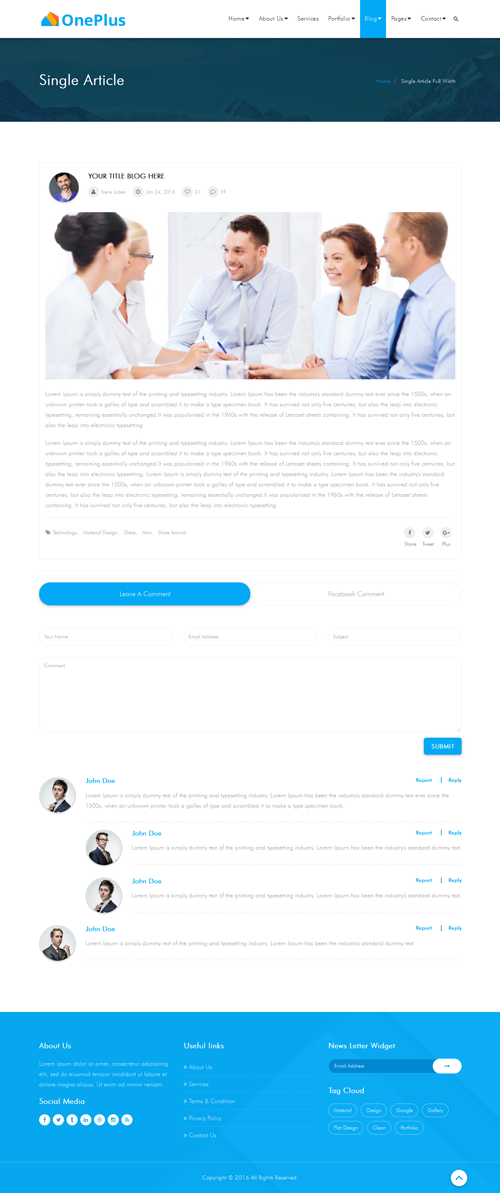 OnePlus
Home About Us Services Portfolio Blog Pages Contact
Single Article
Home / Single Article Full Width
YOUR TITLE BLOG HERE
Steve Jobes Jan 24, 2016 51 39
Lorem Ipsum is simply dummy text of the printing and typesetting industry. Lorem Ipsum has been the industry's standard dummy text ever since the 1500s, when an
unknown printer took a galley of type and scrambled it to make a type specimen book. It has survived not only five centuries, but also the leap into electronic
typesetting, remaining essentially unchanged.It was popularised in the 1960s with the release of Letraset sheets containing. It has survived not only five centuries, but
also the leap into electronic typesetting
Lorem Ipsum is simply dummy text of the printing and typesetting industry. Lorem Ipsum has been the industry's standard dummy text ever since the 1500s, when an
unknown printer took a galley of type and scrambled it to make a type specimen book. It has survived not only five centuries, but also the leap into electronic
typesetting, remaining essentially unchanged.It was popularised in the 1960s with the release of Letraset sheets containing. It has survived not only five centuries, but
also the leap into electronic typesetting, Lorem Ipsum is simply dummy text of the printing and typesetting industry. Lorem Ipsum has been the industry's standard
dummy text ever since the 1500s, when an unknown printer took a galley of type and scrambled it to make a type specimen book. It has survived not only five
centuries, but also the leap into electronic typesetting, remaining essentially unchanged.It was popularised in the 1960s with the release of Letraset sheets
containing. It has survived not only five centuries, but also the leap into electronic typesetting
Technology, Material Design, Dress, Mini, Skate Animal
Share Tweet Plus
Leave A Comment Facebook Comment
Your Name Email Address Subject
Comment
SUBMIT
John Doe Report | Reply
Lorem Ipsum is simply dummy text of the printing and typesetting industry. Lorem Ipsum has been the industry's standard dummy text ever since the
1500s, when an unknown printer took a galley of type and scrambled it to make a type specimen book.
John Doe Report | Reply
Lorem Ipsum is simply dummy text of the printing and typesetting industry. Lorem Ipsum has been the industry's standard dummy text.
John Doe Report | Reply
Lorem Ipsum is simply dummy text of the printing and typesetting industry. Lorem Ipsum has been the industry's standard dummy text.
John Doe Report | Reply
Lorem Ipsum is simply dummy text of the printing and typesetting industry. Lorem Ipsum has been the industry's standard dummy text.
About Us
Lorem ipsum dolor sit amet, consectetur adipiscing
elit, sed do eiusmod tempor incididunt ut labore et
dolore magna aliqua. Ut enim ad minim veniam
Social Media
Useful links
» About Us
» Services
» Terms & Condition
» Privacy Policy
» Contact Us
News Letter Widget
Email Address
Tag Cloud
Material Design Google Gallery
Flat Design Clean Portfolio
Copyright © 2016 All Rights Reserved.